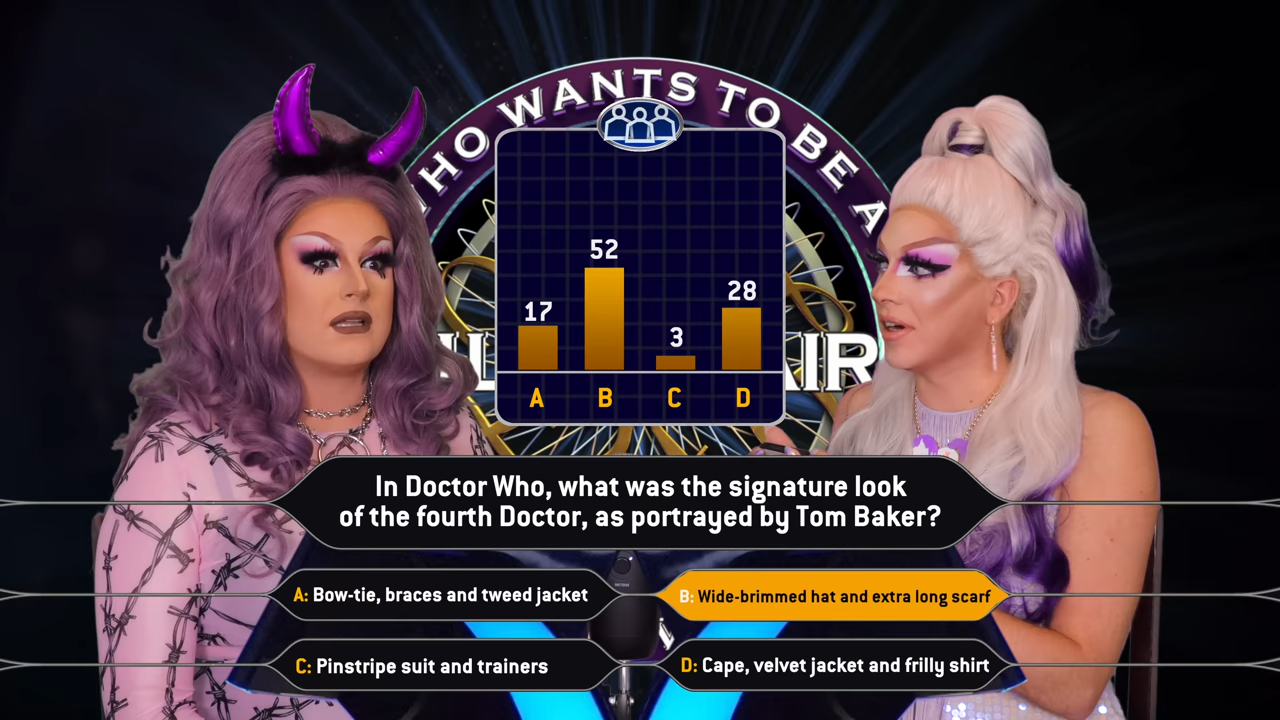 WHO WANTS TO BE A
52
28
17
3
A B C D
In Doctor Who, what was the signature look
of the fourth Doctor, as portrayed by Tom Baker?
A: Bow-tie, braces and tweed jacket
B: Wide-brimmed hat and extra long scarf
C: Pinstripe suit and trainers
D: Cape, velvet jacket and frilly shirt